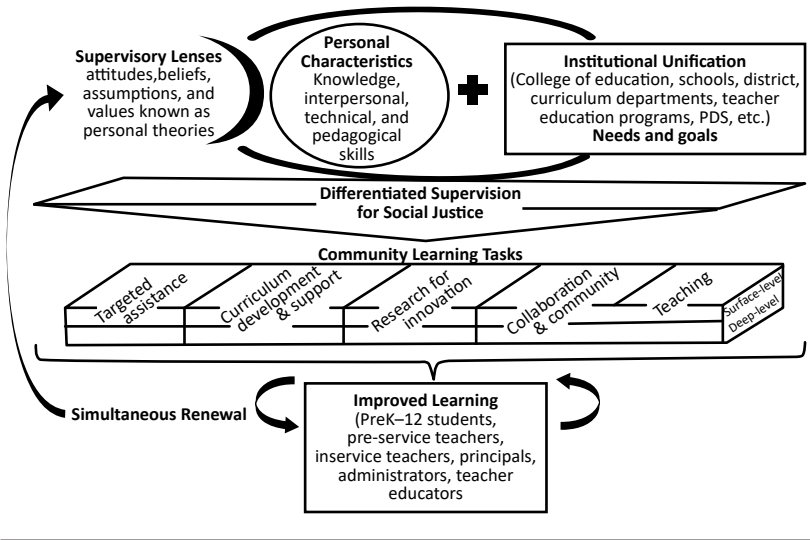 Supervisory Lenses
attitudes,beliefs,
assumptions, and
values known as
personal theories
Personal
Characteristics
Knowledge,
interpersonal,
technical, and
pedagogical
skills
Institutional Unification
(College of education, schools, district,
curriculum departments, teacher
education programs, PDS, etc.)
Needs and goals
Differentiated Supervision
for Social Justice
Community Learning Tasks
Targeted
assistance
Curriculum
development
& support
Research for
innovation
Collaboration
& community
Teaching
Surface-level
Deep-level
Simultaneous Renewal
Improved Learning
(PreK–12 students,
pre-service teachers,
inservice teachers, principals,
administrators, teacher
educators